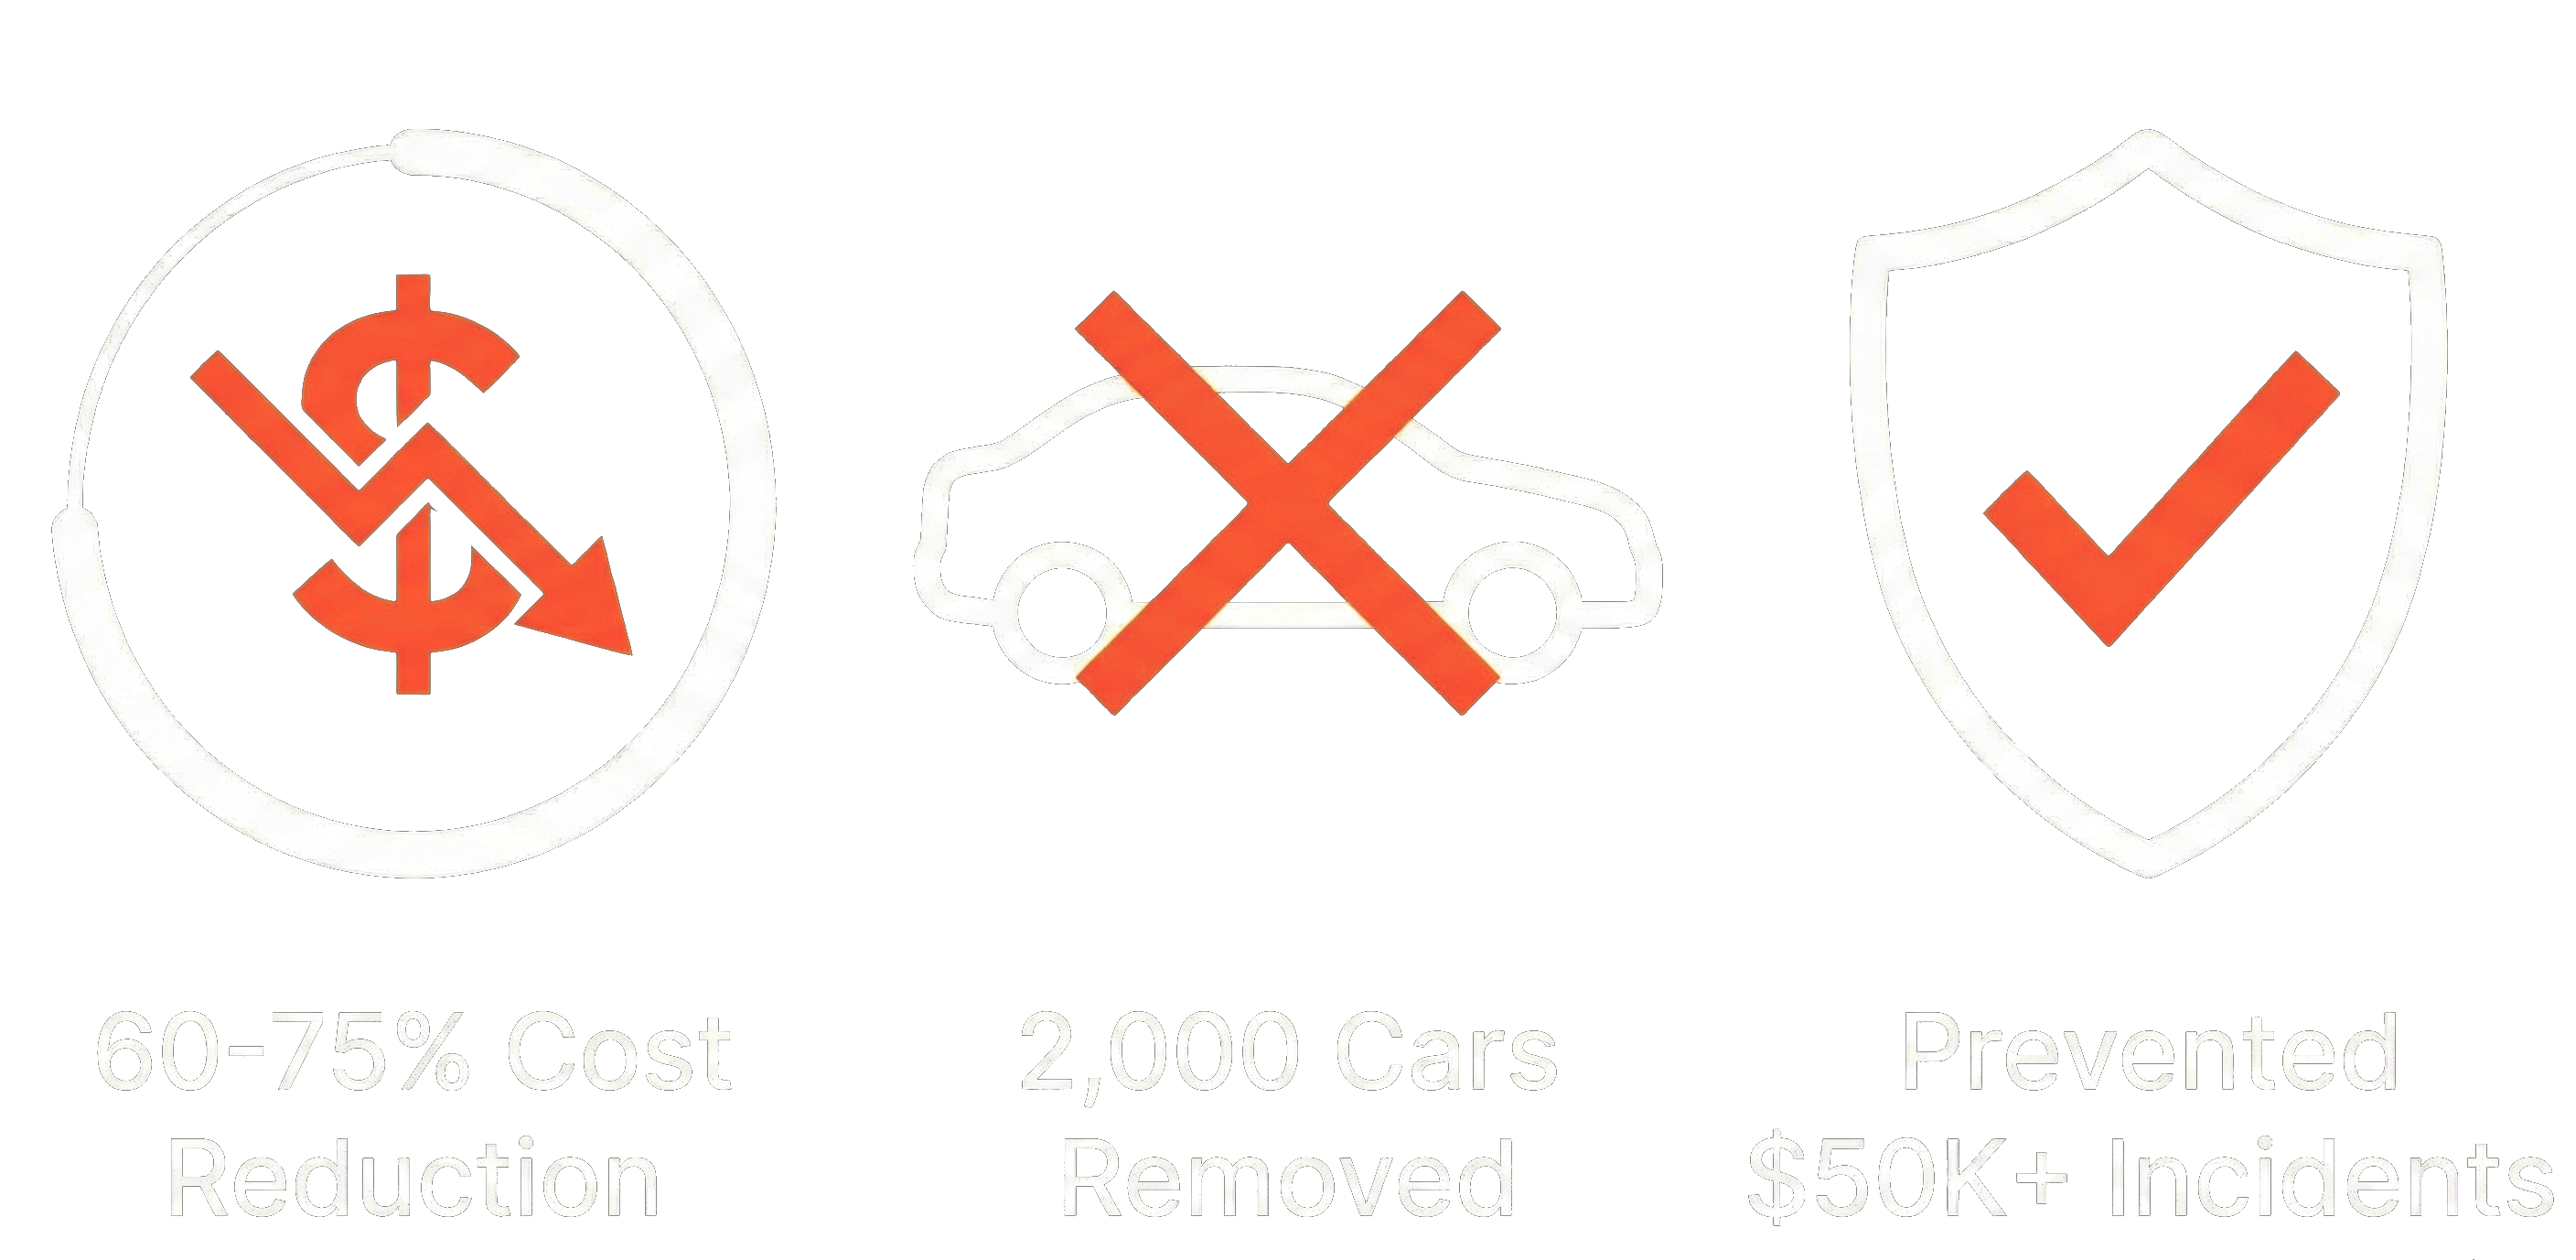 60-75% Cost
Reduction
2,000 Cars
Removed
Prevented
$50K+ Incidents